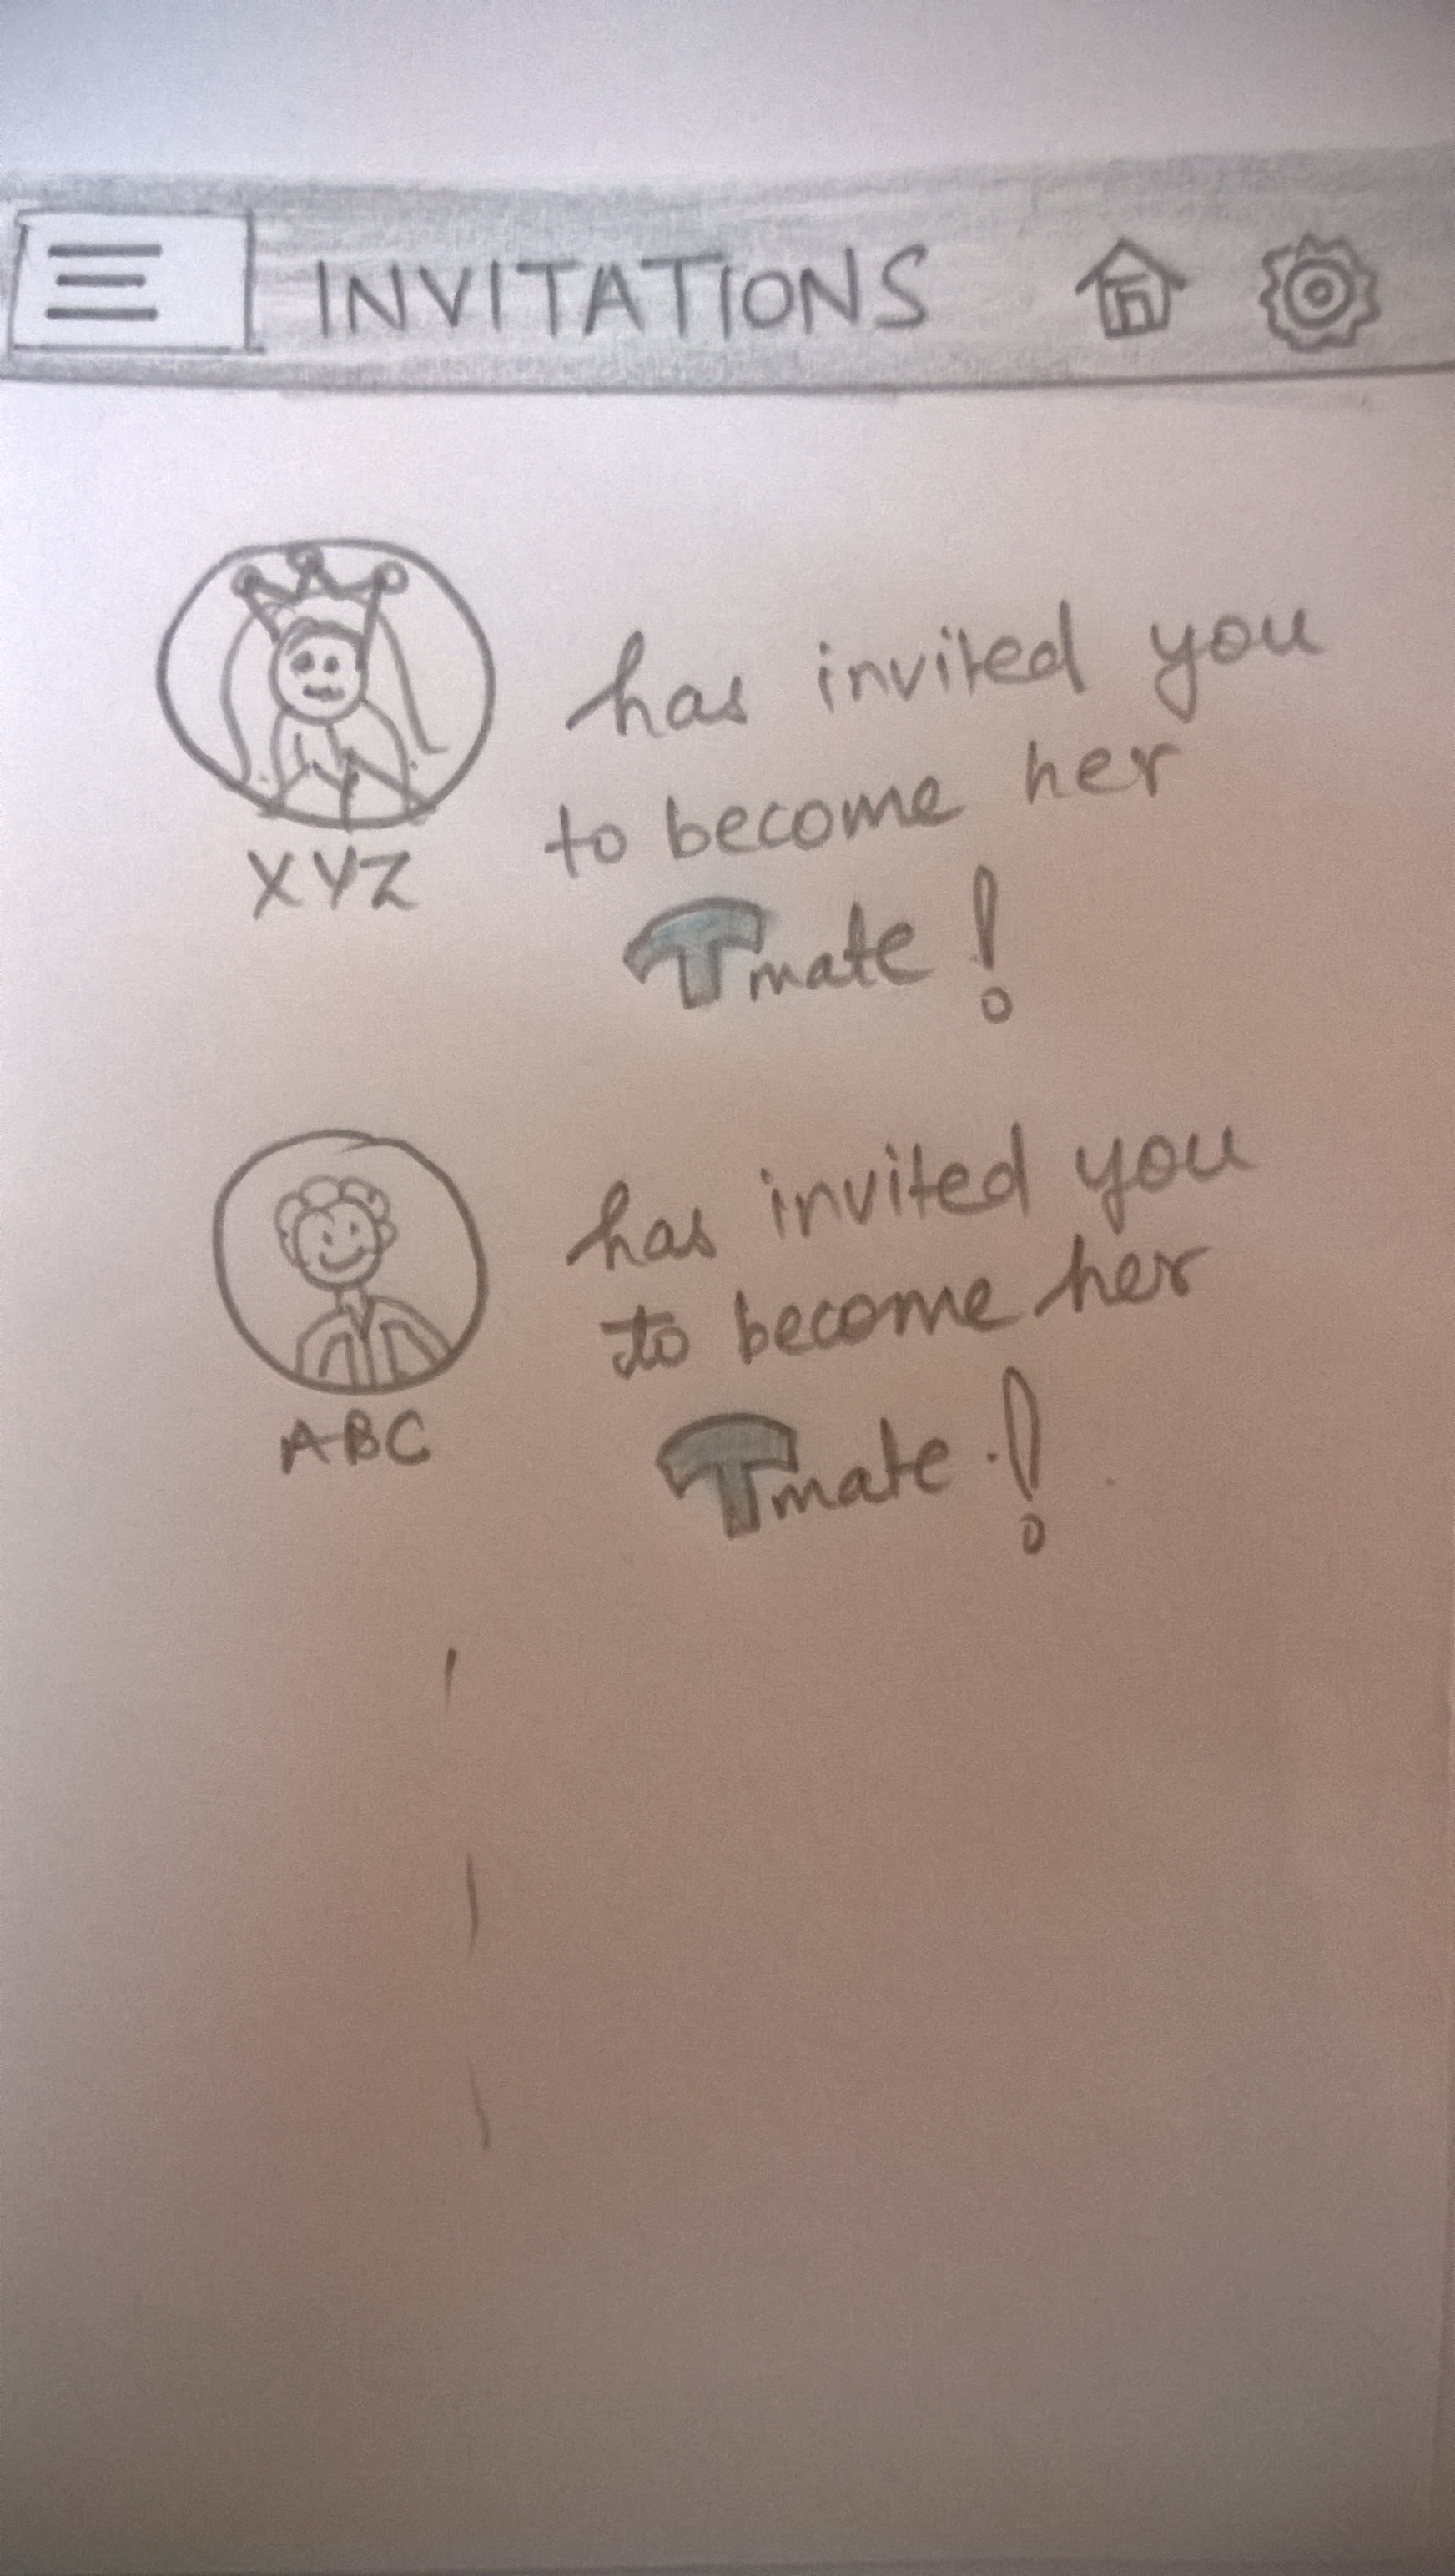 INVITATIONS
has invited you
to become her
Tmate!
XYZ
has invited you
to become her
Tmate!
ABC